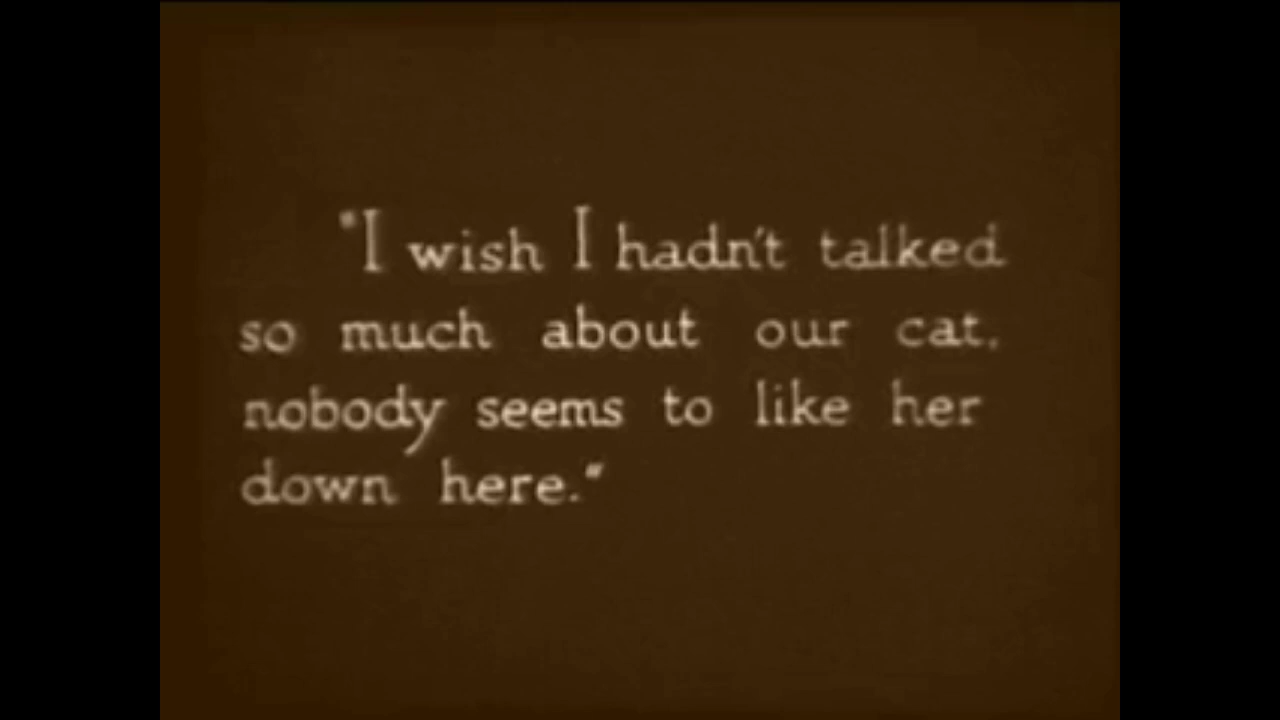 "I wish I hadn't talked
so much about our cat,
nobody seems to like her
down here."